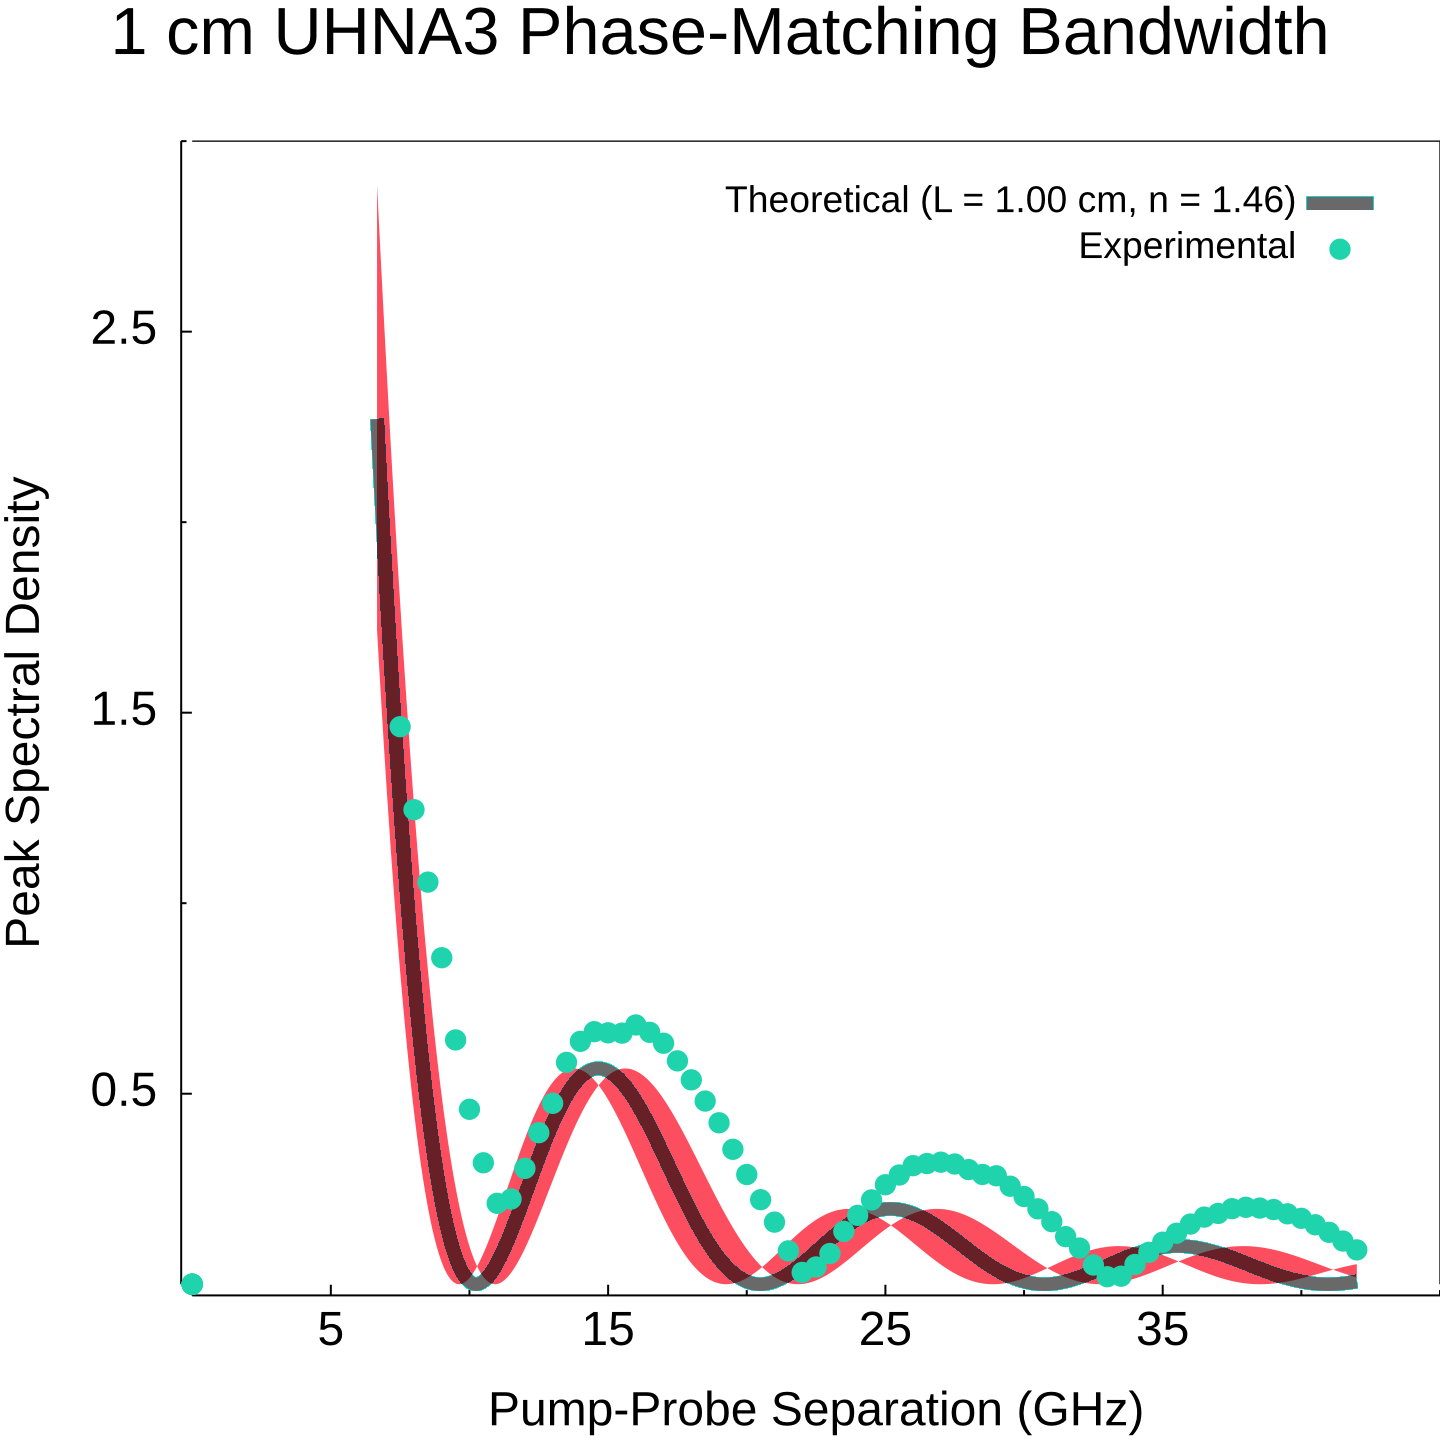 1 cm UHNA3 Phase-Matching Bandwidth
Theoretical (L = 1.00 cm, n = 1.46)
Experimental
2.5
1.5
0.5
Peak Spectral Density
5 15 25 35
Pump-Probe Separation (GHz)